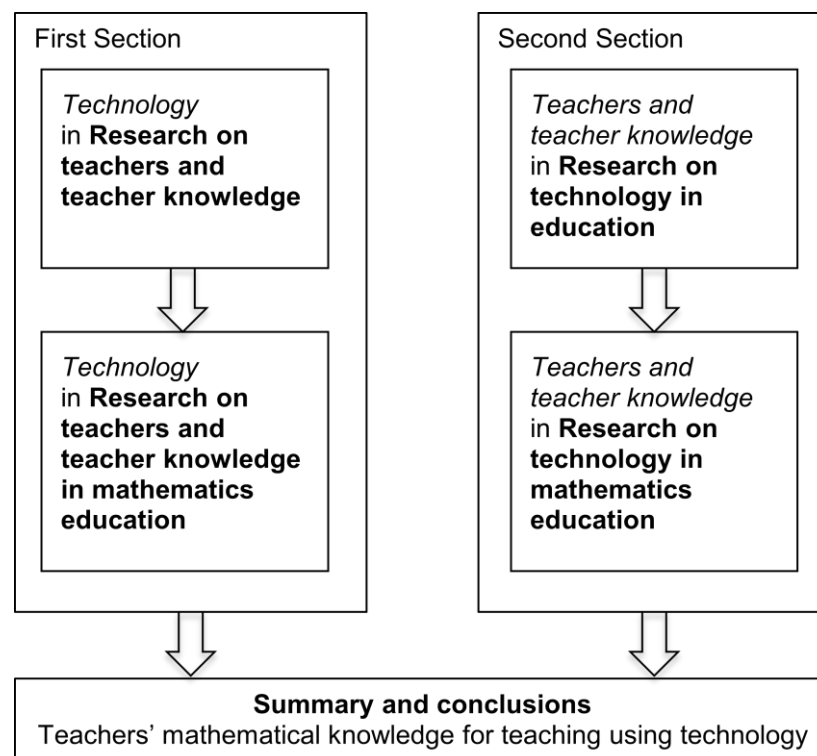 First Section
Technology
in Research on
teachers and
teacher knowledge
Technology
in Research on
teachers and
teacher knowledge
in mathematics
education
Second Section
Teachers and
teacher knowledge
in Research on
technology in
education
Teachers and
teacher knowledge
in Research on
technology in
mathematics
education
Summary and conclusions
Teachers’ mathematical knowledge for teaching using technology